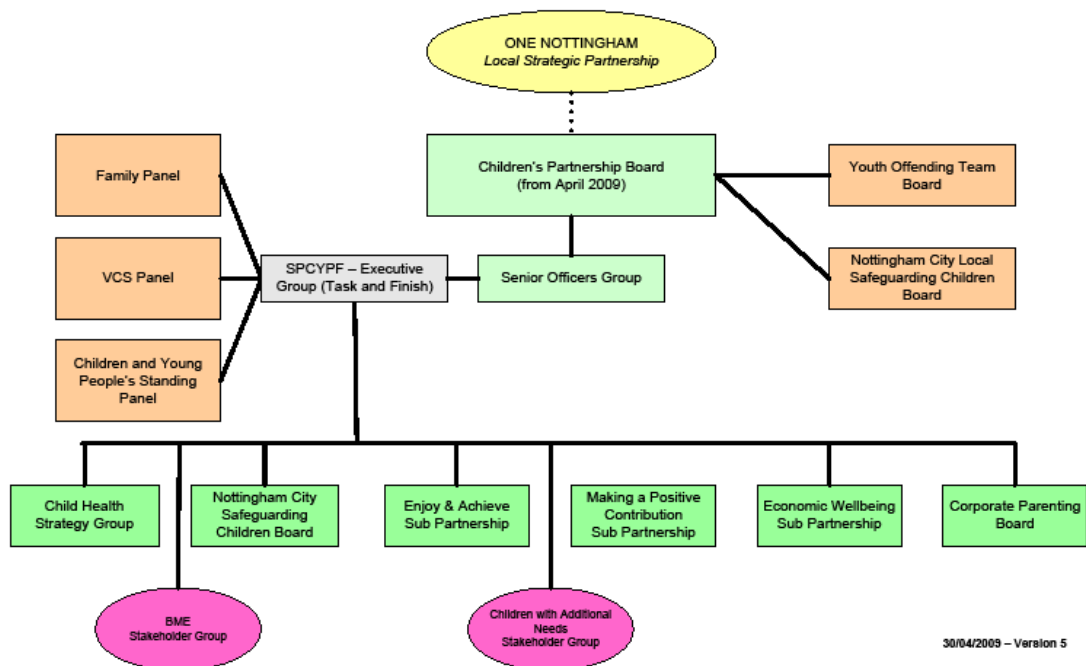 ONE NOTTINGHAM
Local Strategic Partnership
Family Panel
Children's Partnership Board
(from April 2009)
Youth Offending Team
Board
VCS Panel
SPCYPF – Executive
Group (Task and Finish)
Senior Officers Group
Nottingham City Local
Safeguarding Children
Board
Children and Young
People's Standing
Panel
Child Health
Strategy Group
Nottingham City
Safeguarding
Children Board
Enjoy & Achieve
Sub Partnership
Making a Positive
Contribution
Sub Partnership
Economic Wellbeing
Sub Partnership
Corporate Parenting
Board
BME
Stakeholder Group
Children with Additional
Needs
Stakeholder Group
30/04/2009 – Version 5